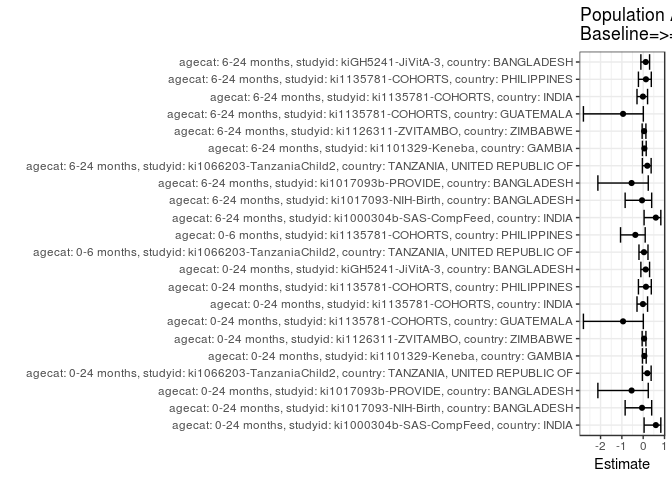 Population
Baseline=>
agecat: 6-24 months, studyid: kiGH5241-JiVitA-3, country: BANGLADESH
agecat: 6-24 months, studyid: ki1135781-COHORTS, country: PHILIPPINES
agecat: 6-24 months, studyid: ki1135781-COHORTS, country: INDIA
agecat: 6-24 months, studyid: ki1135781-COHORTS, country: GUATEMALA
agecat: 6-24 months, studyid: ki1126311-ZVITAMBO, country: ZIMBABWE
agecat: 6-24 months, studyid: ki1101329-Keneba, country: GAMBIA
agecat: 6-24 months, studyid: ki1066203-TanzaniaChild2, country: TANZANIA, UNITED REPUBLIC OF
agecat: 6-24 months, studyid: ki1017093b-PROVIDE, country: BANGLADESH
agecat: 6-24 months, studyid: ki1017093-NIH-Birth, country: BANGLADESH
agecat: 6-24 months, studyid: ki1000304b-SAS-CompFeed, country: INDIA
agecat: 0-6 months, studyid: ki1135781-COHORTS, country: PHILIPPINES
agecat: 0-6 months, studyid: ki1066203-TanzaniaChild2, country: TANZANIA, UNITED REPUBLIC OF
agecat: 0-24 months, studyid: kiGH5241-JiVitA-3, country: BANGLADESH
agecat: 0-24 months, studyid: ki1135781-COHORTS, country: PHILIPPINES
agecat: 0-24 months, studyid: ki1135781-COHORTS, country: INDIA
agecat: 0-24 months, studyid: ki1135781-COHORTS, country: GUATEMALA
agecat: 0-24 months, studyid: ki1126311-ZVITAMBO, country: ZIMBABWE
agecat: 0-24 months, studyid: ki1101329-Keneba, country: GAMBIA
agecat: 0-24 months, studyid: ki1066203-TanzaniaChild2, country: TANZANIA, UNITED REPUBLIC OF
agecat: 0-24 months, studyid: ki1017093b-PROVIDE, country: BANGLADESH
agecat: 0-24 months, studyid: ki1017093-NIH-Birth, country: BANGLADESH
agecat: 0-24 months, studyid: ki1000304b-SAS-CompFeed, country: INDIA
-2 -1 0 1
Estimate